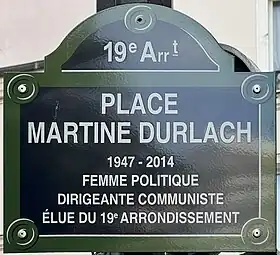 19e Arrt
PLACE
MARTINE DURLACH
1947 - 2014
FEMME POLITIQUE
DIRIGEANTE COMMUNISTE
ÉLUE DU 19e ARRONDISSEMENT